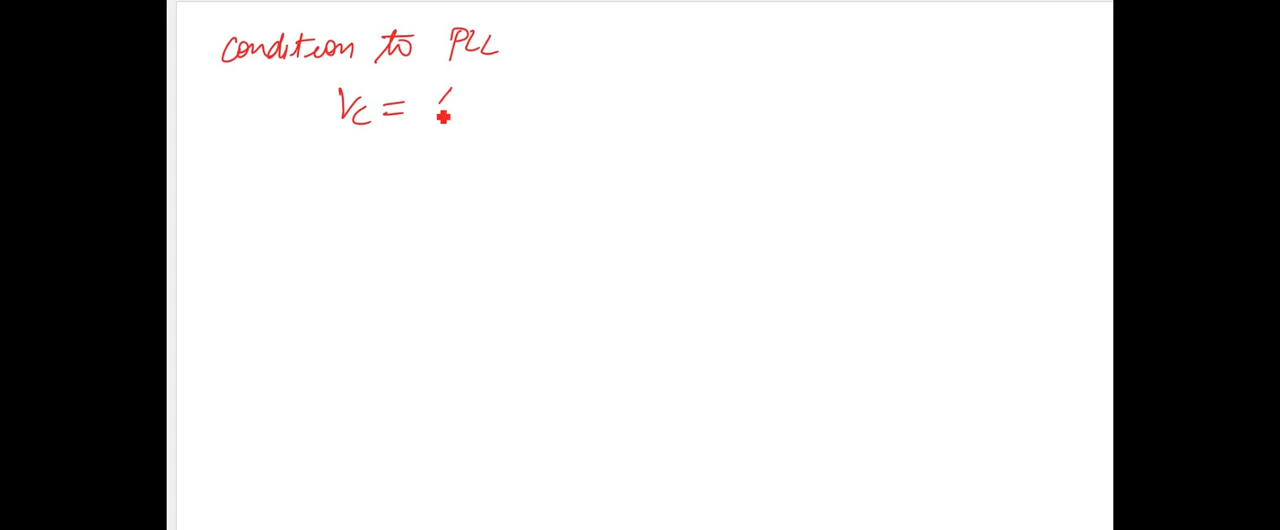 condition to PLL
Vc =